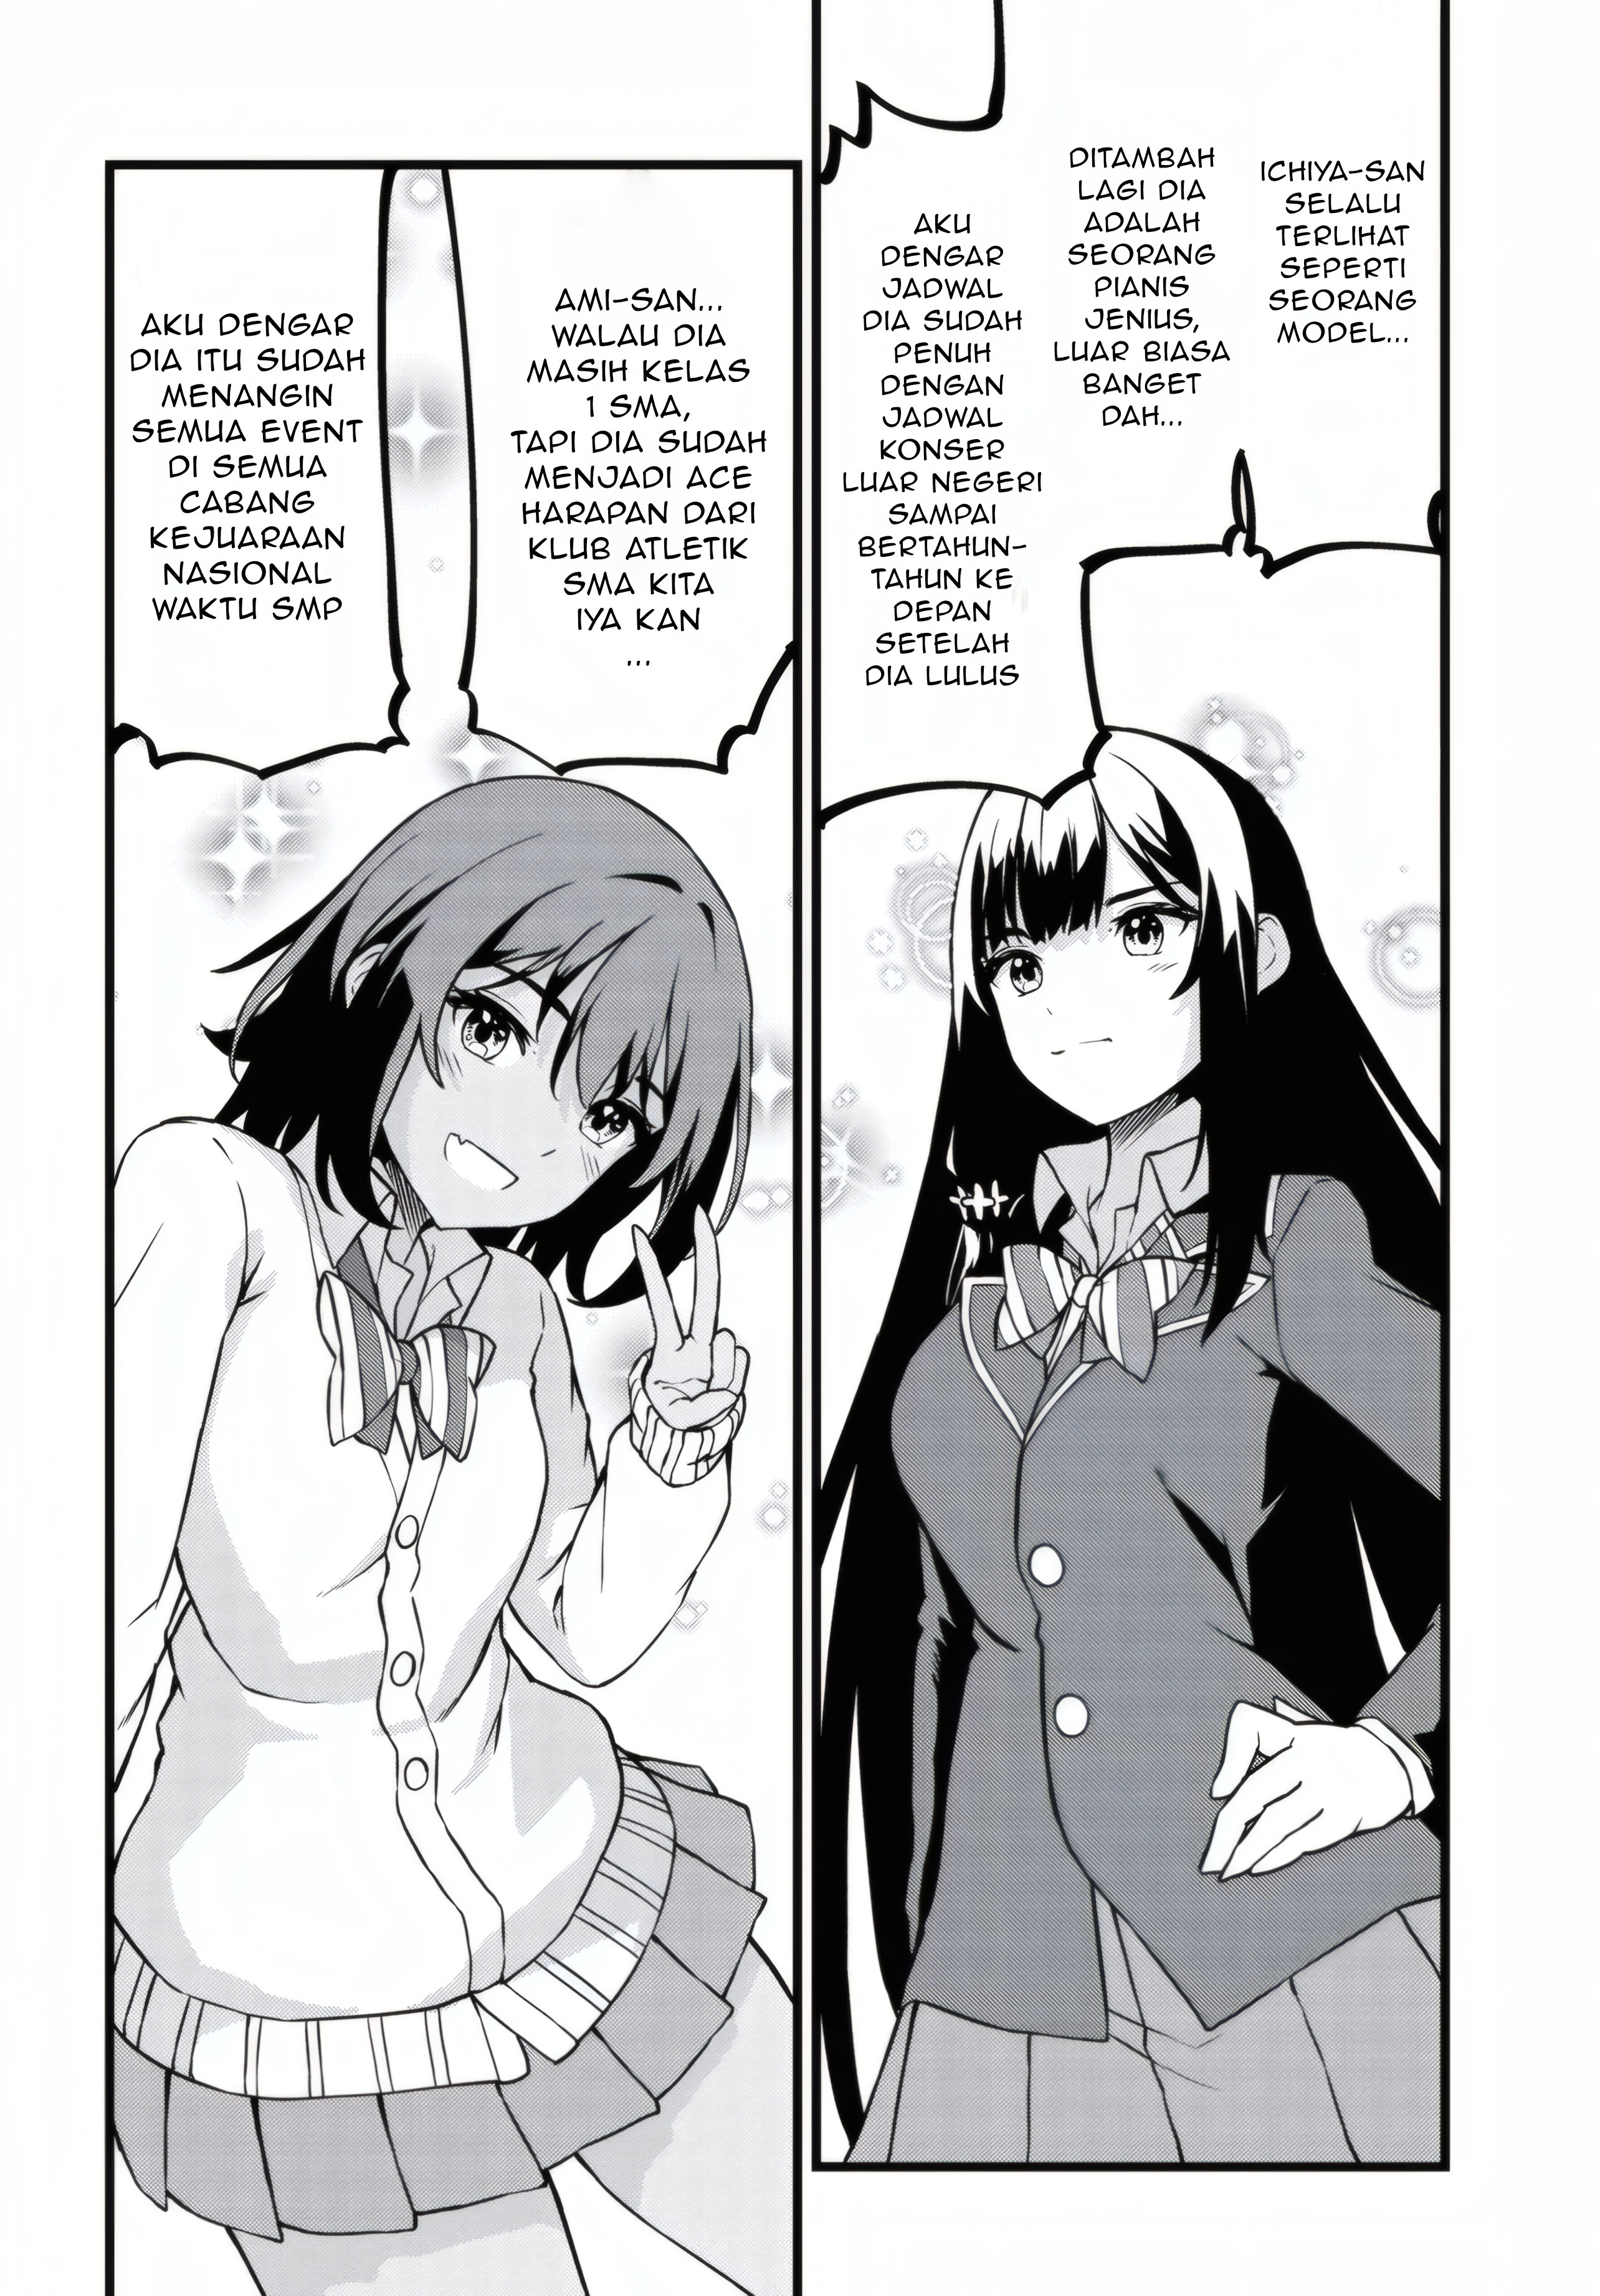 ICHIYA-SAN
SELALU
TERLIHAT
SEPERTI
SEORANG
MODEL...
DITAMBAH
LAGI DIA
ADALAH
SEORANG
PIANIS
JENIUS,
LUAR BIASA
BANGET
DAH...
AKU
DENGAR
JADWAL
DIA SUDAH
PENUH
DENGAN
JADWAL
KONSER
LUAR NEGERI
SAMPAI
BERTAHUN-
TAHUN KE
DEPAN
SETELAH
DIA LULUS
AMI-SAN...
WALAU DIA
MASIH KELAS
1 SMA,
TAPI DIA SUDAH
MENJADI ACE
HARAPAN DARI
KLUB ATLETIK
SMA KITA
IYA KAN
...
AKU DENGAR
DIA ITU SUDAH
MENANGIN
SEMUA EVENT
DI SEMUA
CABANG
KEJUARAAN
NASIONAL
WAKTU SMP